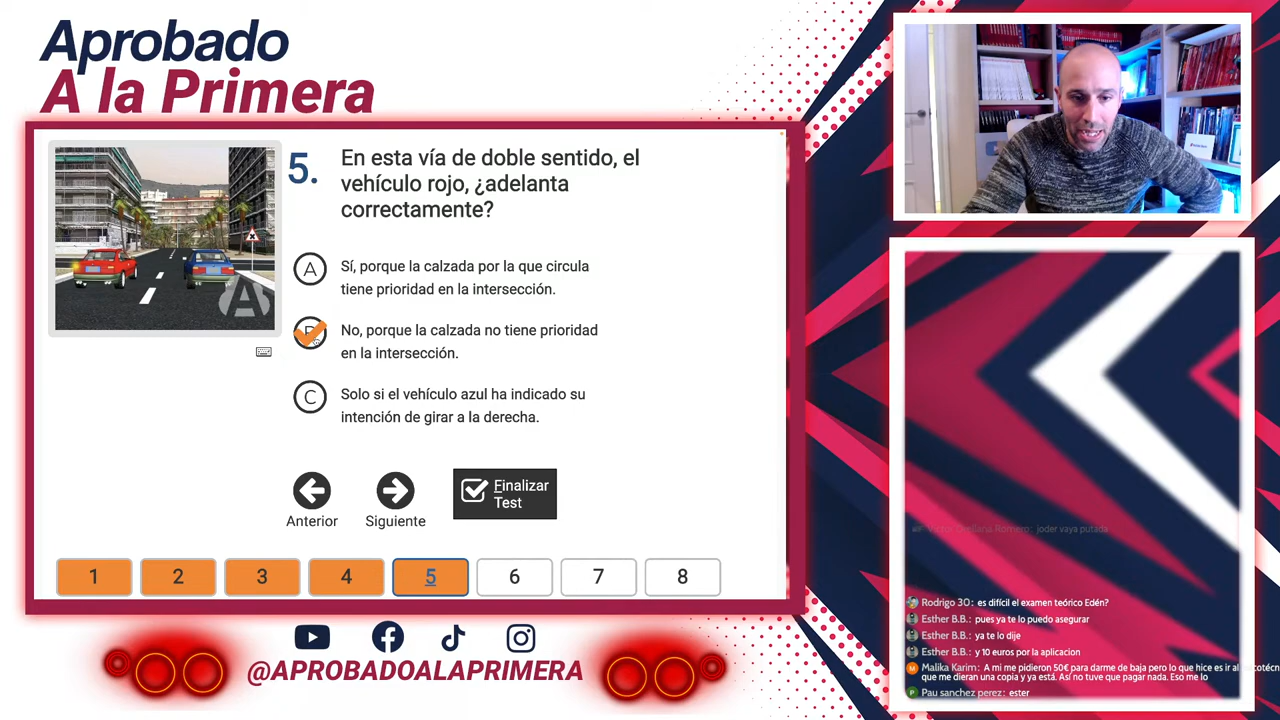 Aprobado
A la Primera
5.
En esta vía de doble sentido, el
vehículo rojo, ¿adelanta
correctamente?
A
Sí, porque la calzada por la que circula
tiene prioridad en la intersección.
No, porque la calzada no tiene prioridad
en la intersección.
C
Solo si el vehículo azul ha indicado su
intención de girar a la derecha.
Anterior
Siguiente
Finalizar
Test
1 2 3 4 5 6 7 8
@APROBADOALAPRIMERA
Orellana Romero: joder vaya putada
Rodrigo 30: es difícil el examen teórico Edén?
Esther B.B.: pues ya te lo puedo asegurar
Esther B.B.: ya te lo dije
Esther B.B.: y 10 euros por la aplicacion
Malika Karim: A mi me pidieron 50€ para darme de baja pero lo que hice es ir al
que me dieran una copia y ya está. Así no tuve que pagar nada. Eso me lo
Pau sanchez perez: ester